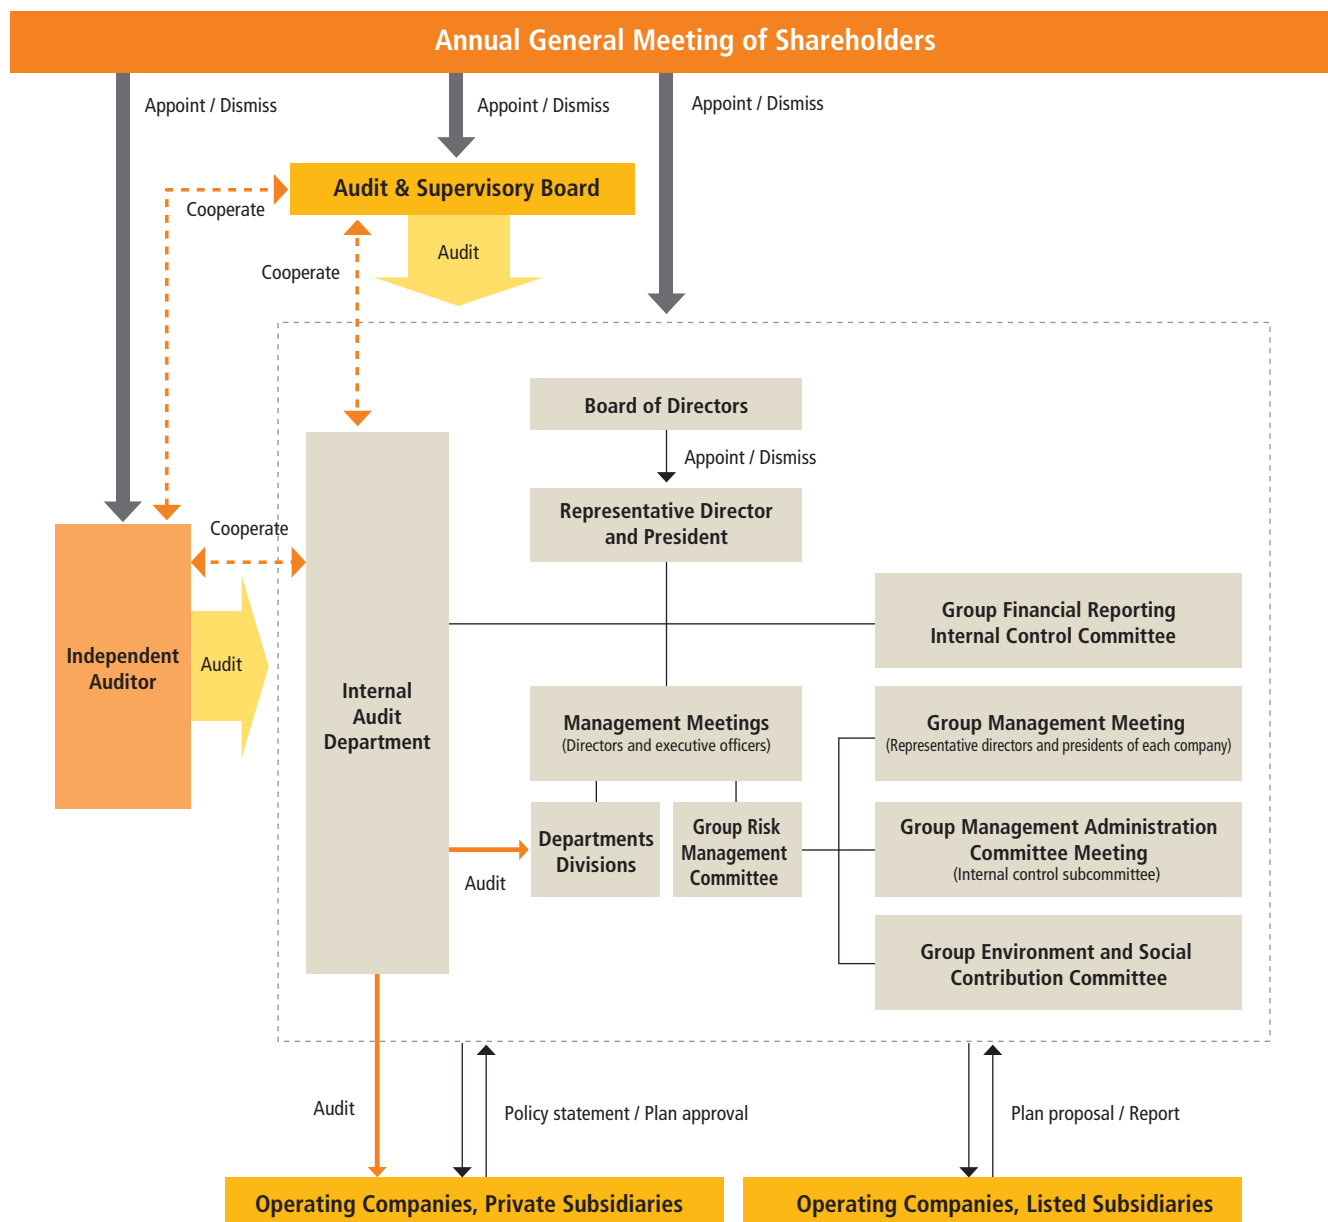 Annual General Meeting of Shareholders
Appoint / Dismiss
Appoint / Dismiss
Appoint / Dismiss
Audit & Supervisory Board
Cooperate
Audit
Cooperate
Board of Directors
Appoint / Dismiss
Representative Director
and President
Cooperate
Group Financial Reporting
Internal Control Committee
Independent
Auditor
Audit
Internal
Audit
Department
Management Meetings
(Directors and executive officers)
Group Management Meeting
(Representative directors and presidents of each company)
Departments
Divisions
Group Risk
Management
Committee
Group Management Administration
Committee Meeting
(Internal control subcommittee)
Audit
Group Environment and Social
Contribution Committee
Audit
Policy statement / Plan approval
Plan proposal / Report
Operating Companies, Private Subsidiaries
Operating Companies, Listed Subsidiaries